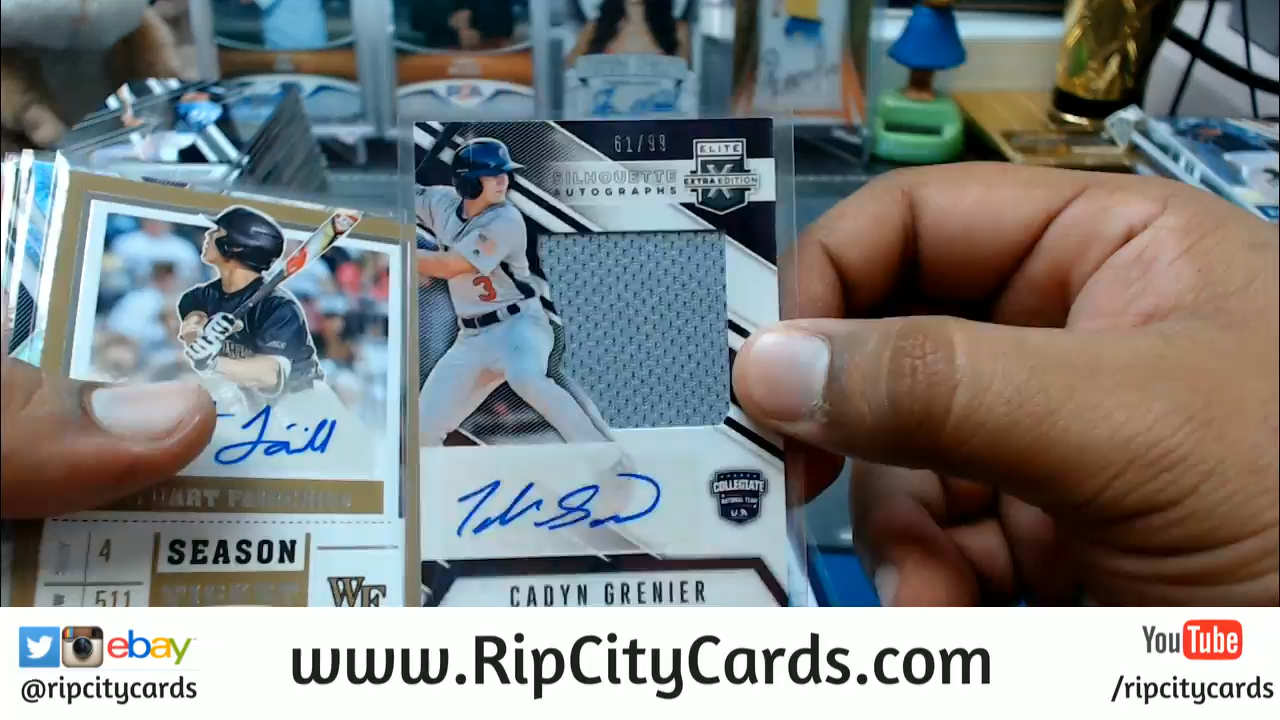 61/99
ELITE
SILHOUETTE
EXTRA EDITION
AUTOGRAPHS
X
3
COLLEGIATE
NATIONAL TEAM
USA
4
SEASON
511
TICKET
WF
CADYN GRENIER
ebay
@ripcitycards
www.RipCityCards.com
YouTube
/ripcitycards